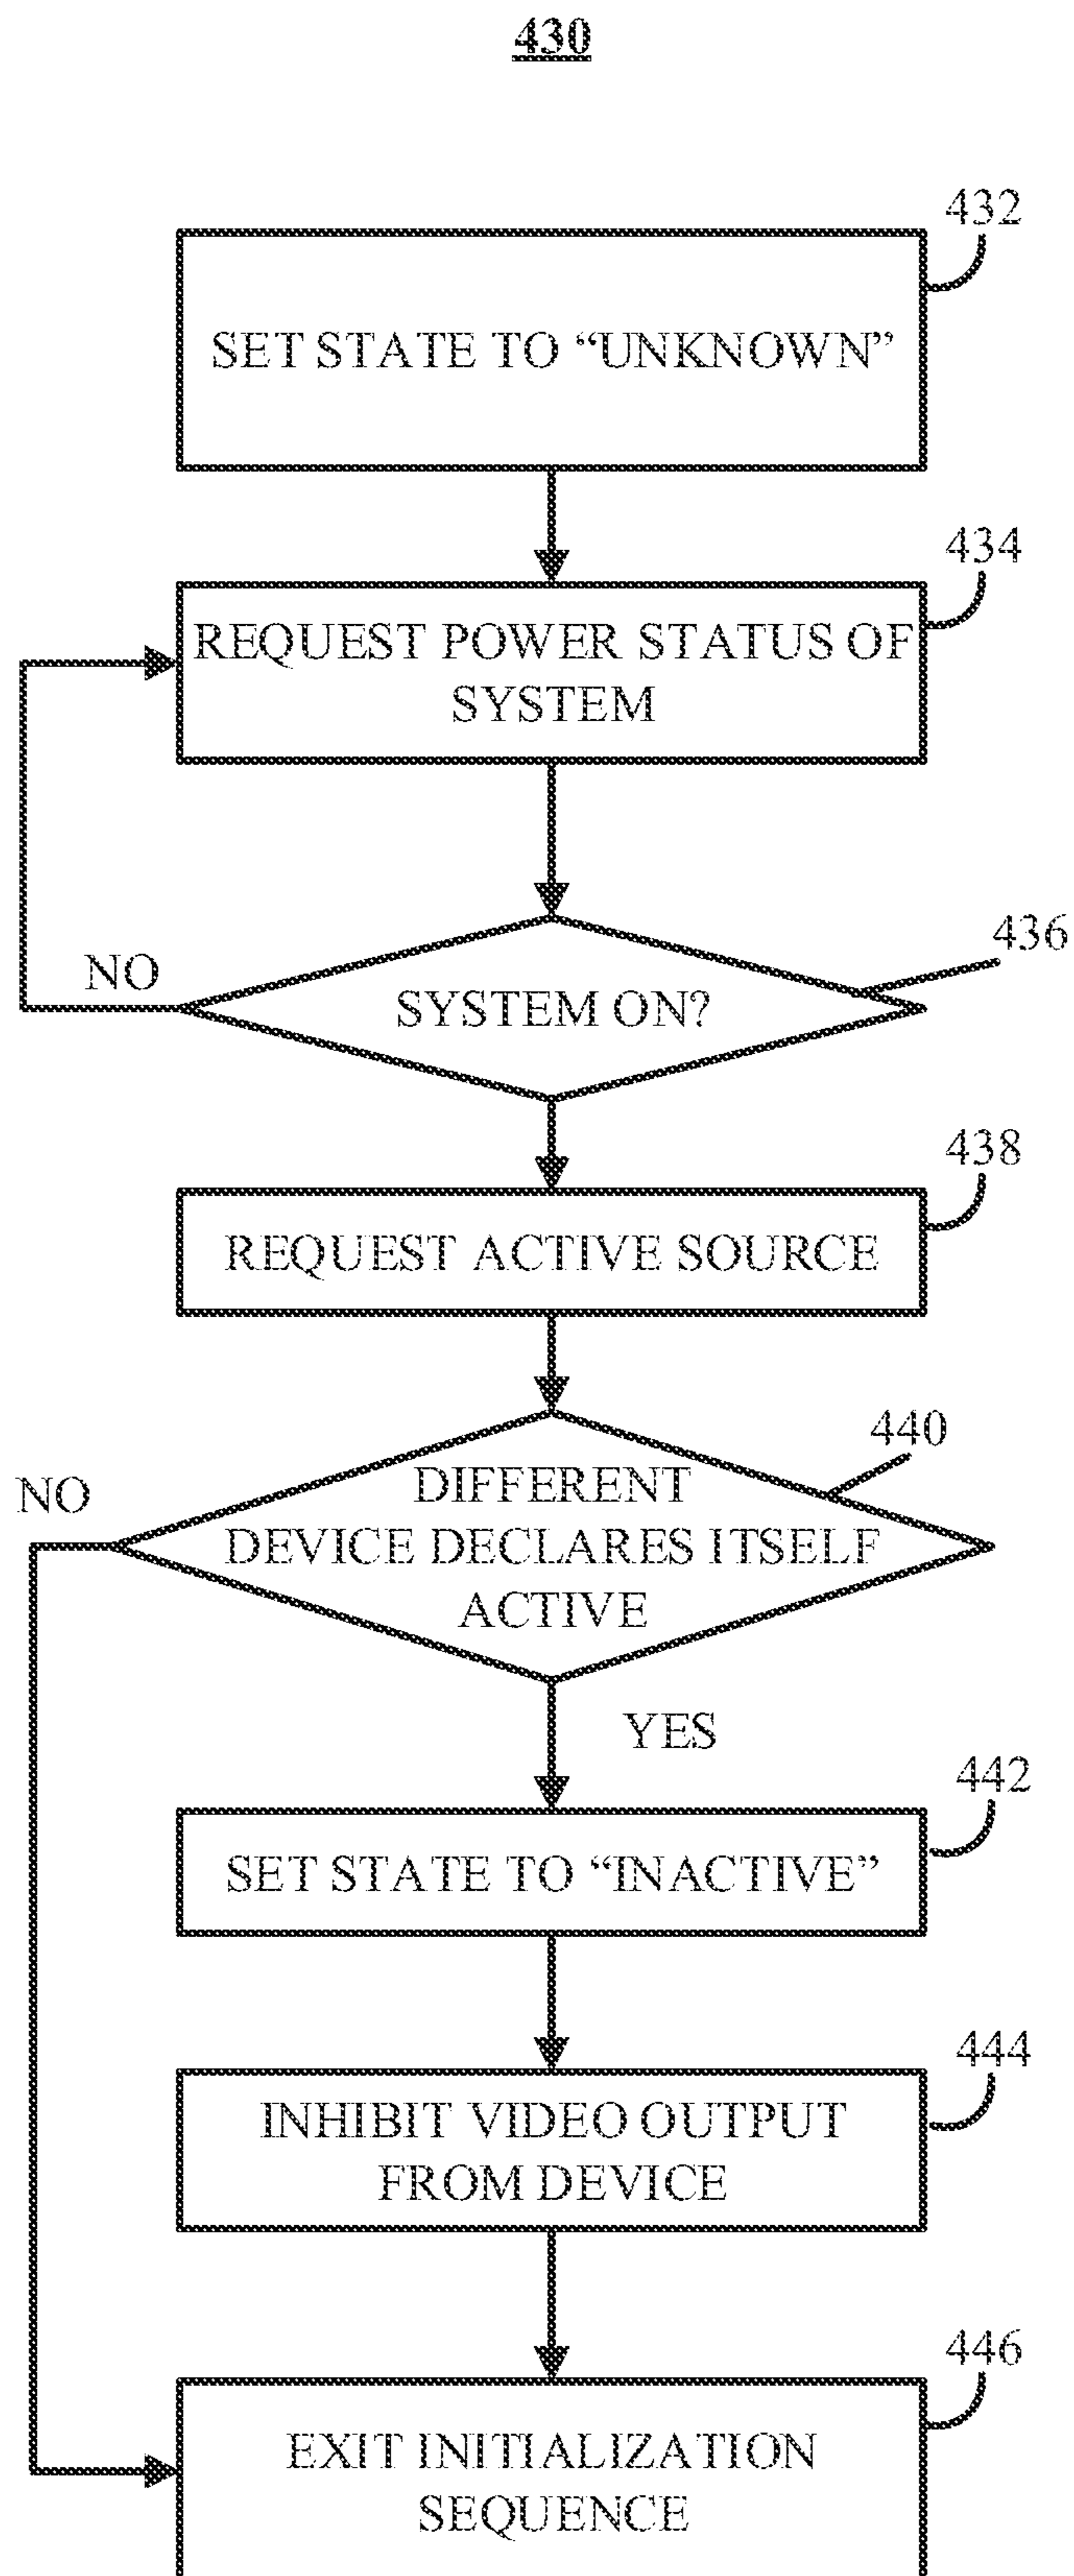 430
432
SET STATE TO “UNKNOWN”
434
REQUEST POWER STATUS OF
SYSTEM
436
NO
SYSTEM ON?
438
REQUEST ACTIVE SOURCE
440
NO
DIFFERENT
DEVICE DECLARES ITSELF
ACTIVE
YES
442
SET STATE TO “INACTIVE”
444
INHIBIT VIDEO OUTPUT
FROM DEVICE
446
EXIT INITIALIZATION
SEQUENCE